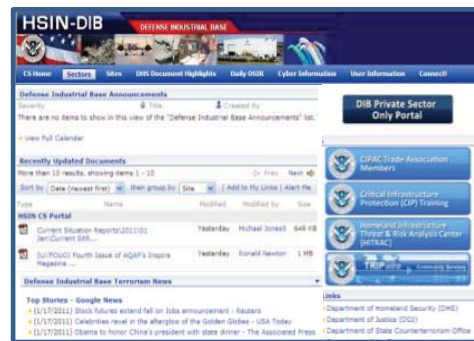 HSIN-DIB
DEFENSE INDUSTRIAL BASE
CS Home Sectors Sites DHS Document Highlights Daily OSIR Cyber Information User Information Connect!
Defense Industrial Base Announcements
Severity Title Created By
There are no items to show in this view of the "Defense Industrial Base Announcements" list.
View Full Calendar
Recently Updated Documents
More than 10 results, showing items 1 - 10 Prev Next
Sort by Date (newest first) then group by Site | Add to My Links | Alert Me
Type Name Modified Modified By Size
HSIN CS Portal
Current Situation Reports\2011\01 Yesterday Michael 649 KB
Jan\Current
Fourth Issue of AQAP's Inspire Yesterday Ronald Newton 1 MB
Magazine ...
Defense Industrial Base Terrorism News
Top Stories - Google News
(1/17/2011) Stock futures extend fall on Jobs announcement - Reuters
(1/17/2011) Celebrities revel in the afterglow of the Golden Globes - USA Today
(1/17/2011) Obama to honor China's president with state dinner - The Associated Press
DIB Private Sector
Only Portal
CIPAC Trade Association
Members
Critical Infrastructure
Protection (CIP) Training
Homeland Infrastructure
Threat & Risk Analysis Center
(HITRAC)
TRIP
Links
Department of Homeland Security (DHS)
Department of Justice (DOJ)
Department of State Counterterrorism Office